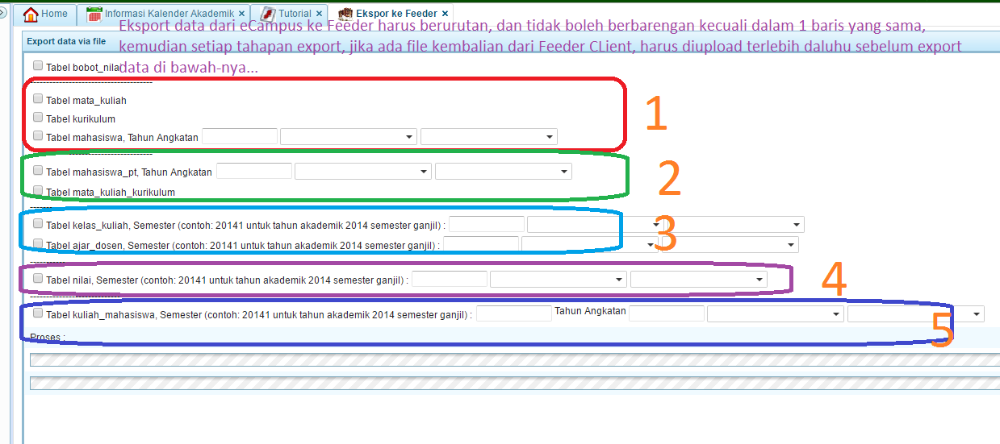 Home Informasi Kalender Akademik Tutorial Ekspor ke Feeder
Eksport data dari eCampus ke Feeder harus berurutan, dan tidak boleh berbarengan kecuali dalam 1 baris yang sama,
Export data via file
kemudian setiap tahapan export, jika ada file kembalian dari Feeder CLient, harus diupload terlebih daluhu sebelum export
data di bawah-nya...
Tabel bobot_nilai
Tabel mata_kuliah
1
Tabel kurikulum
Tabel mahasiswa, Tahun Angkatan
Tabel mahasiswa_pt, Tahun Angkatan
2
Tabel mata_kuliah_kurikulum
Tabel kelas_kuliah, Semester (contoh: 20141 untuk tahun akademik 2014 semester ganjil) :
3
Tabel ajar_dosen, Semester (contoh: 20141 untuk tahun akademik 2014 semester ganjil) :
Tabel nilai, Semester (contoh: 20141 untuk tahun akademik 2014 semester ganjil) :
4
Tabel kuliah_mahasiswa, Semester (contoh: 20141 untuk tahun akademik 2014 semester ganjil) : Tahun Angkatan
5
Proses :